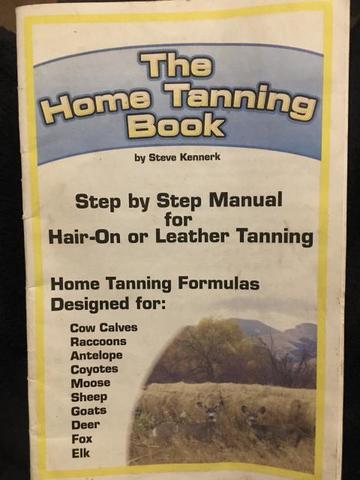 The
Home Tanning
Book
by Steve Kennerk
Step by Step Manual
for
Hair-On or Leather Tanning
Home Tanning Formulas
Designed for:
Cow Calves
Raccoons
Antelope
Coyotes
Moose
Sheep
Goats
Deer
Fox
Elk